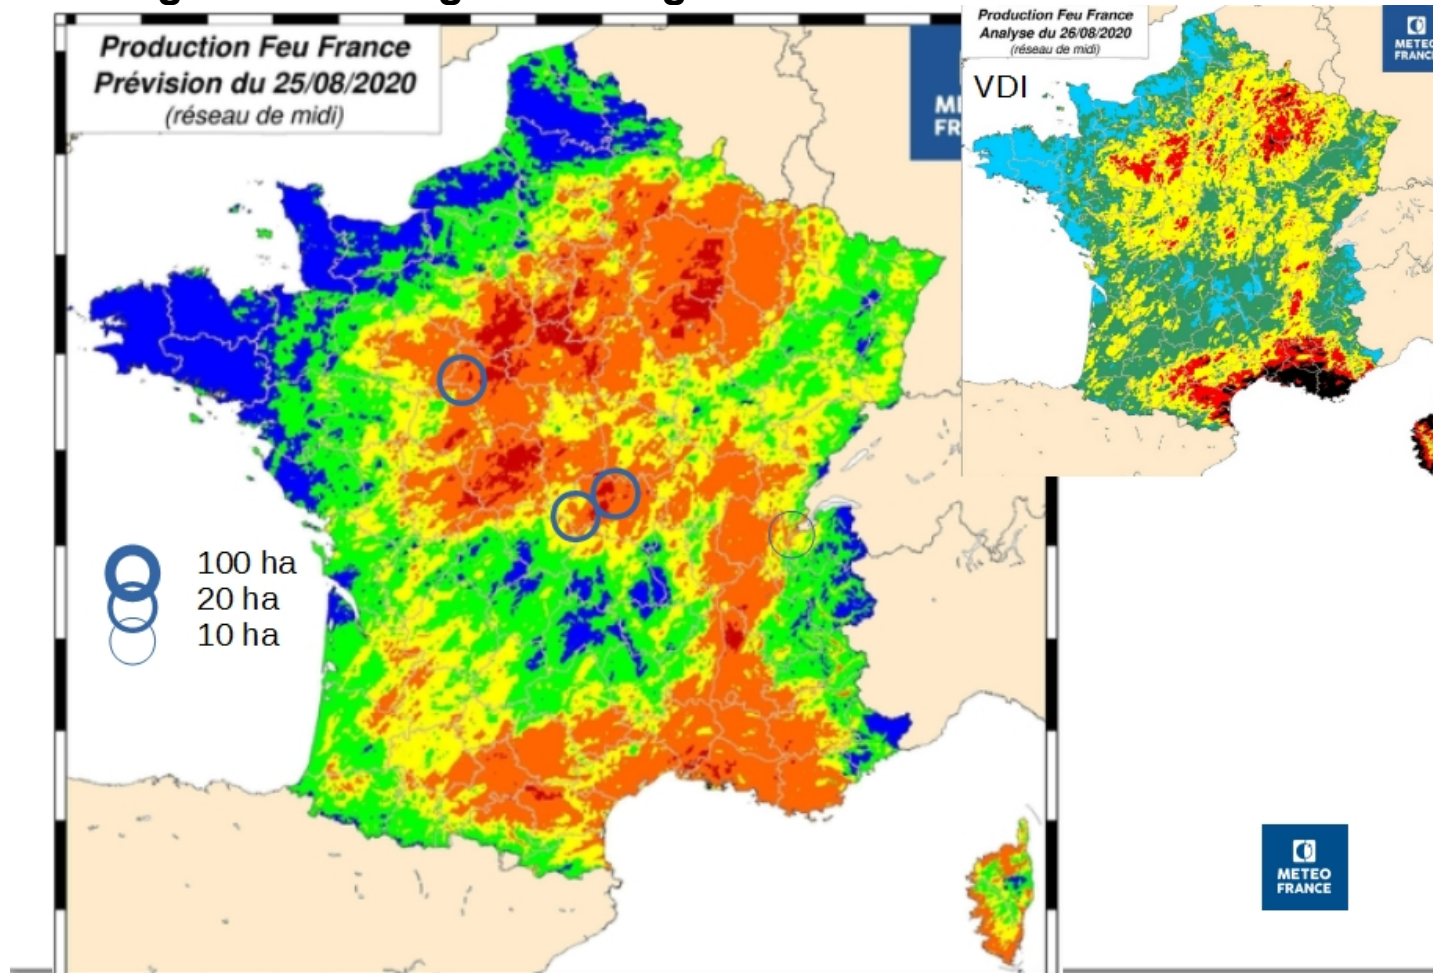 Production Feu France
Prévision du 25/08/2020
(réseau de midi)
Production Feu France
Analyse du 26/08/2020
(réseau de midi)
METEO
FRANCE
VDI
100 ha
20 ha
10 ha
METEO
FRANCE